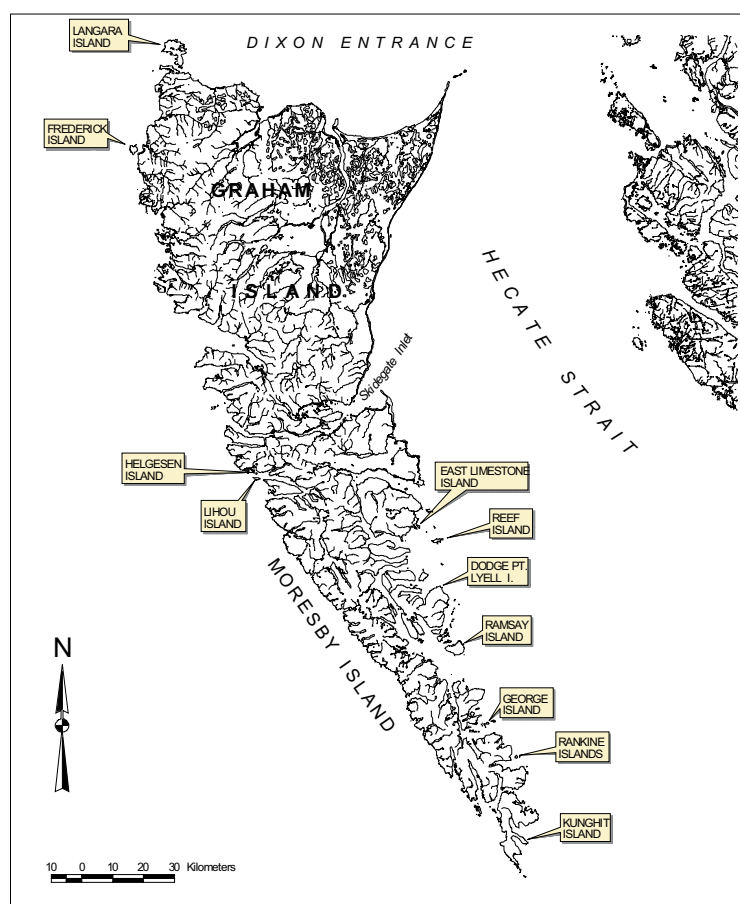 LANGARA
ISLAND
DIXON ENTRANCE
FREDERICK
ISLAND
GRAHAM
ISLAND
HECATE STRAIT
Skidegate Inlet
HELGESEN
ISLAND
EAST LIMESTONE
ISLAND
LIHOU
ISLAND
REEF
ISLAND
DODGE PT.
LYELL I.
MORESBY ISLAND
RAMSAY
ISLAND
N
GEORGE
ISLAND
RANKINE
ISLANDS
KUNGHIT
ISLAND
10 0 10 20 30 Kilometers